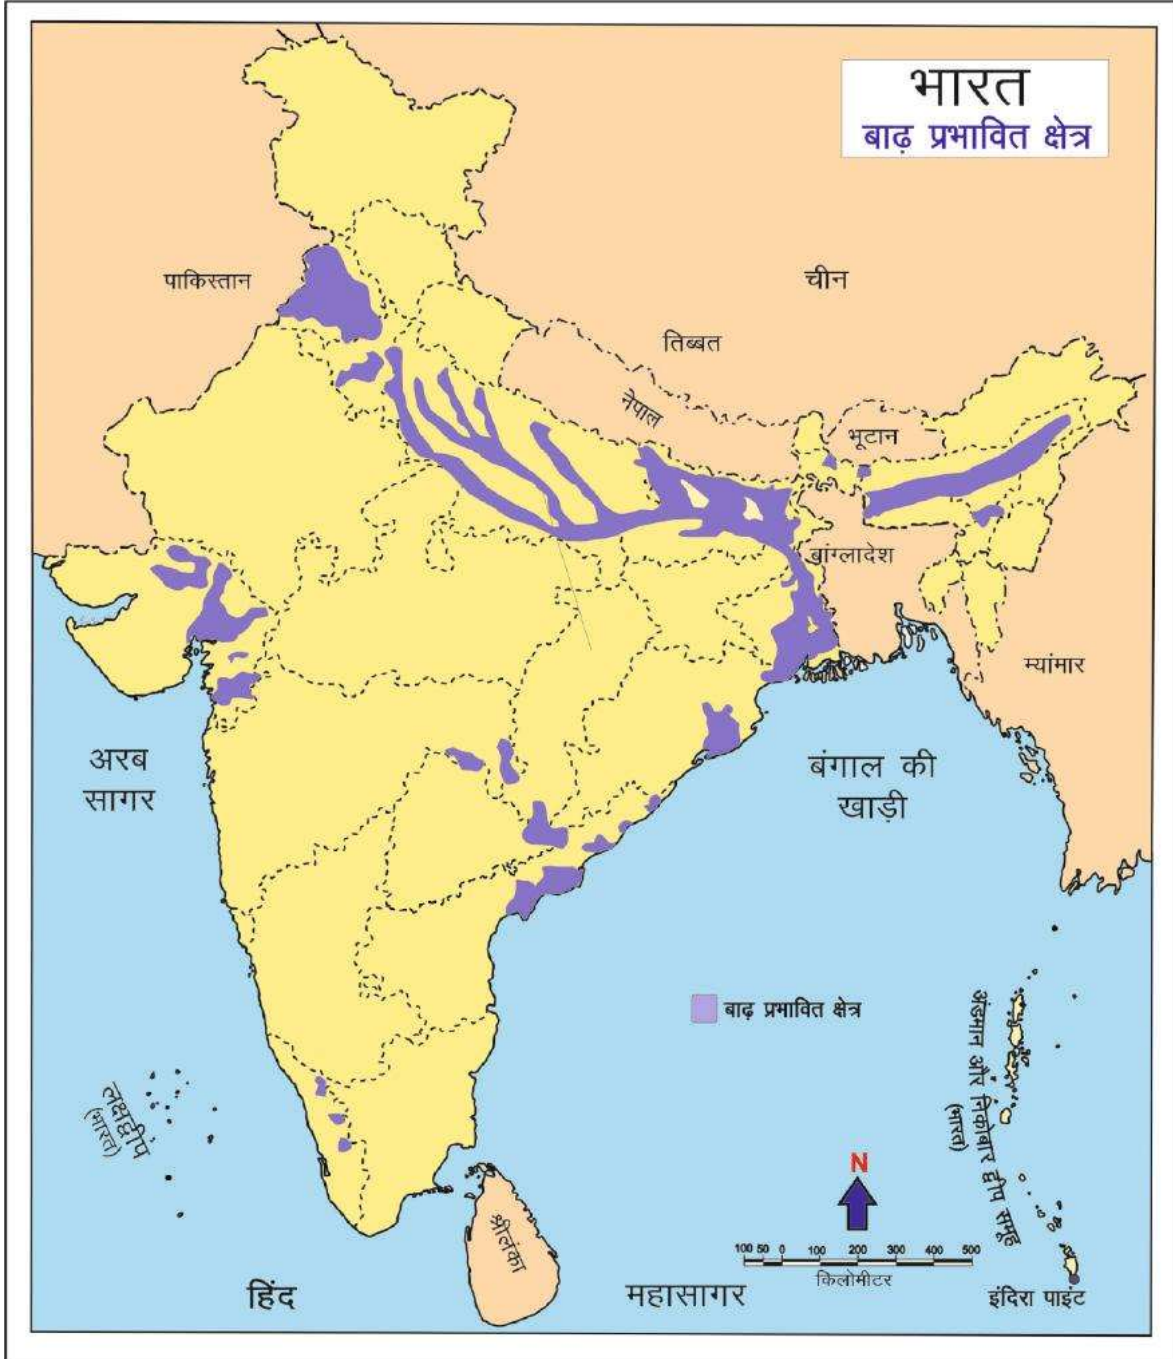 भारत
बाढ़ प्रभावित क्षेत्र
पाकिस्तान
चीन
तिब्बत
नेपाल
भूटान
बांग्लादेश
म्यांमार
अरब
सागर
बंगाल की
खाड़ी
बाढ़ प्रभावित क्षेत्र
अंडमान और निकोबार द्वीप समूह
(भारत)
लक्षद्वीप
(भारत)
N
श्रीलंका
100 50 0 100 200 300 400 500
किलोमीटर
हिंद
महासागर
इंदिरा पाइंट